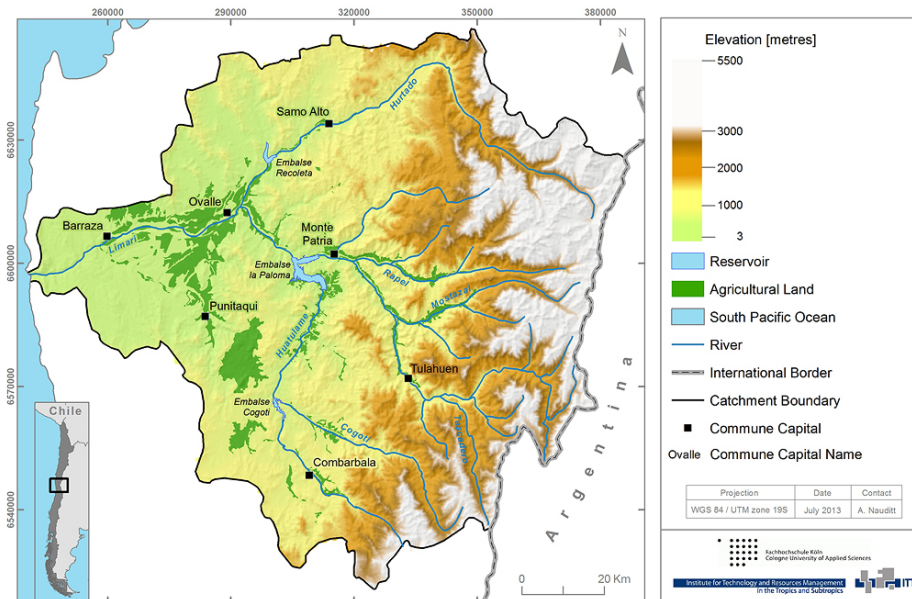 260000
290000
320000
350000
380000
6630000
6600000
6570000
6540000
N
Samo Alto
Hurtado
Embalse
Recoleta
Ovalle
Barraza
Limari
Monte
Patria
Embalse
la Paloma
Rapel
Mostazal
Punitaqui
Huatulame
Tulahuen
Embalse
Cogoti
Cogoti
Combarbala
Argentina
Chile
0 20 Km
Elevation [metres]
5500
3000
2000
1000
3
Reservoir
Agricultural Land
South Pacific Ocean
River
International Border
Catchment Boundary
Commune Capital
Ovalle Commune Capital Name
Projection Date Contact
WGS 84 / UTM zone 19S July 2013 A. Nauditt
Fachhochschule Köln
Cologne University of Applied Sciences
Institute for Technology and Resources Management
in the Tropics and Subtropics